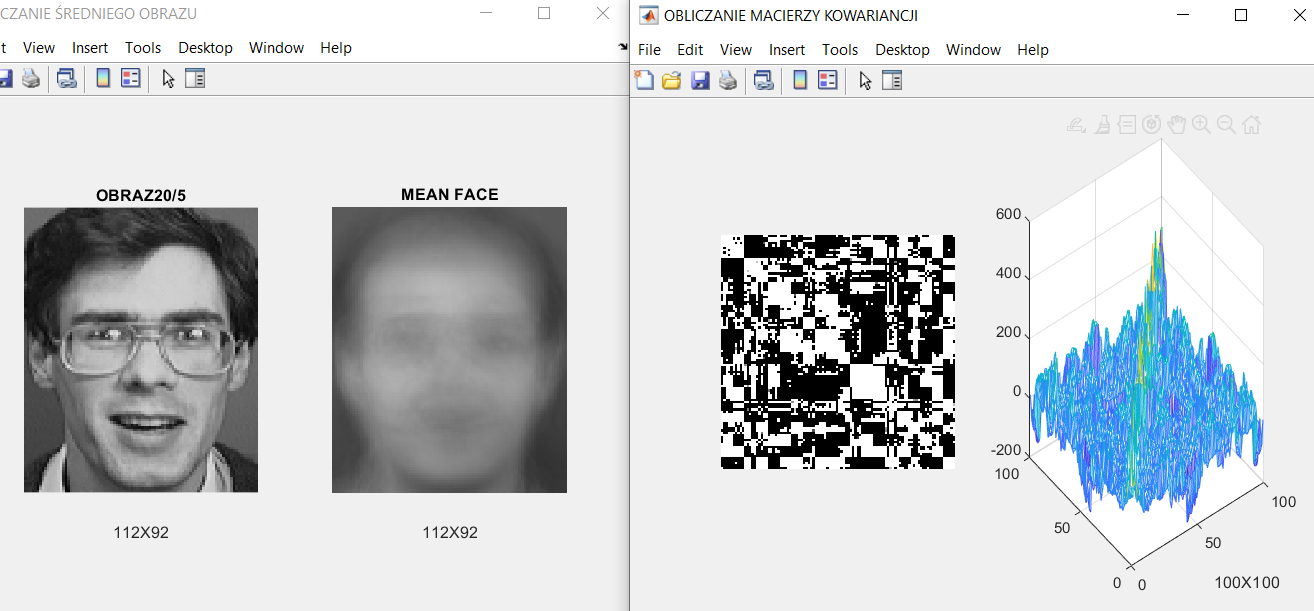 CZANIE ŚREDNIEGO OBRAZU
t View Insert Tools Desktop Window Help
OBRAZ20/5
MEAN FACE
112X92
112X92
OBLICZANIE MACIERZY KOWARIANCJI
File Edit View Insert Tools Desktop Window Help
600
400
200
0
-200
100
50
0
0
50
100
100X100